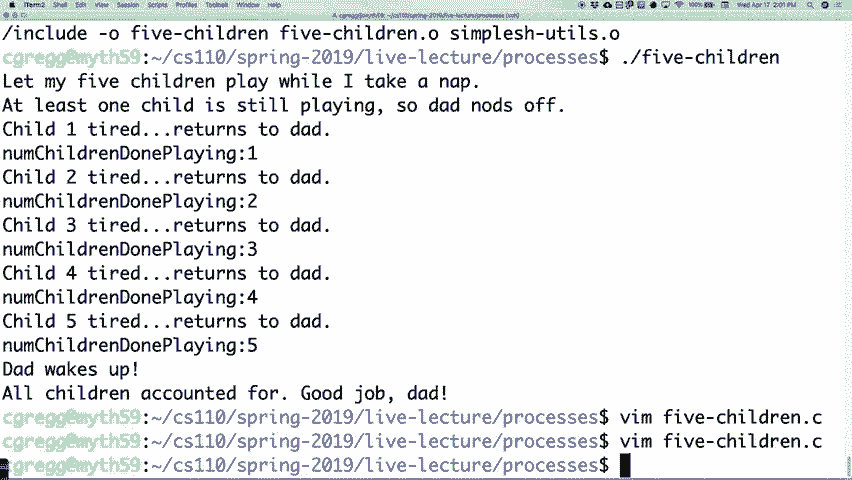 iTerm2 Shell Edit View Session Scripts Profiles Toolbelt Window Help 100% Wed Apr 17 2:01 PM
/include -o five-children five-children.o simplesh-utils.o
cgregg@myth59:~/cs110/spring-2019/live-lecture/processes$ ./five-children
Let my five children play while I take a nap.
At least one child is still playing, so dad nods off.
Child 1 tired...returns to dad.
numChildrenDonePlaying:1
Child 2 tired...returns to dad.
numChildrenDonePlaying:2
Child 3 tired...returns to dad.
numChildrenDonePlaying:3
Child 4 tired...returns to dad.
numChildrenDonePlaying:4
Child 5 tired...returns to dad.
numChildrenDonePlaying:5
Dad wakes up!
All children accounted for. Good job, dad!
cgregg@myth59:~/cs110/spring-2019/live-lecture/processes$ vim five-children.c
cgregg@myth59:~/cs110/spring-2019/live-lecture/processes$ vim five-children.c
cgregg@myth59:~/cs110/spring-2019/live-lecture/processes$